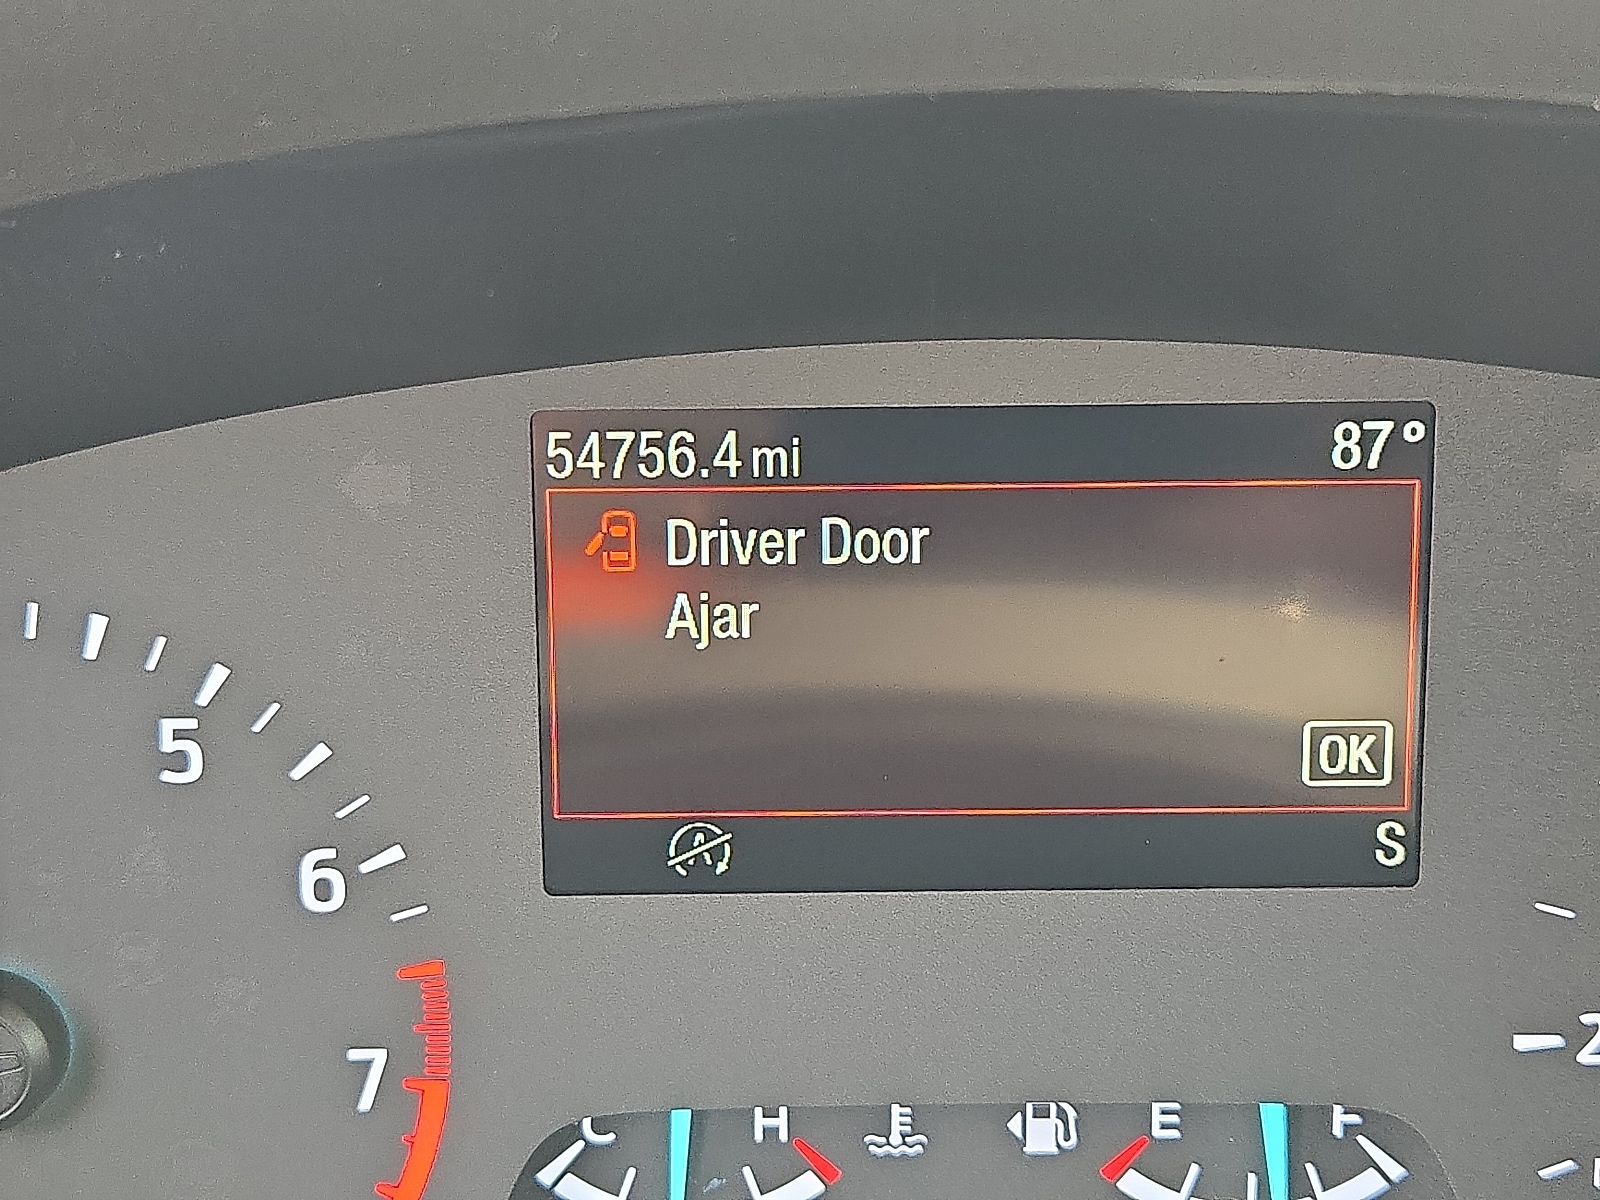 54756.4 mi 87°
Driver Door
Ajar
OK
A S
5
6
7
C H E F